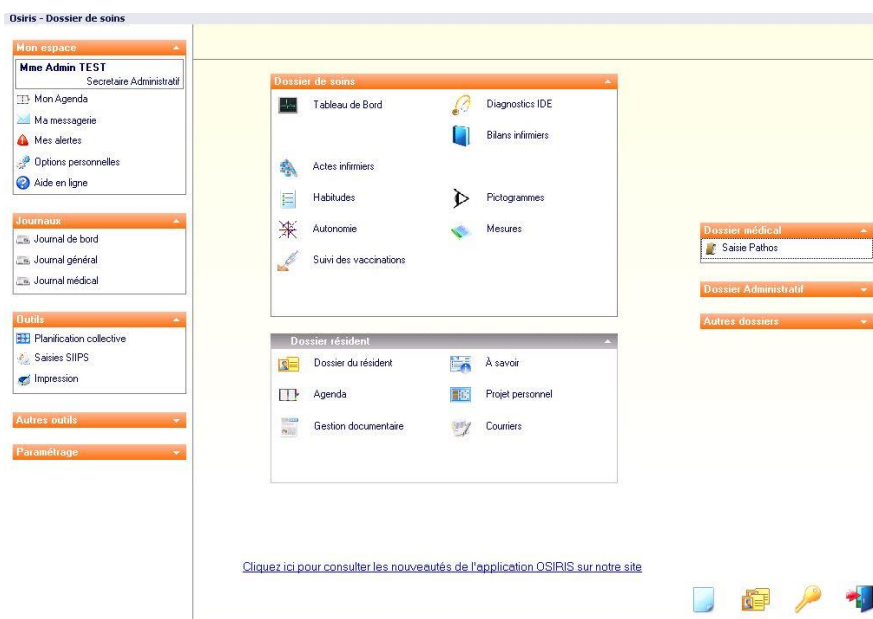 Osiris - Dossier de soins
Mon espace
Mme Admin TEST
Secretaire Administratif
Mon Agenda
Ma messagerie
Mes alertes
Options personnelles
Aide en ligne
Journaux
Journal de bord
Journal général
Journal médical
Outils
Planification collective
Saisies SIIPS
Impression
Autres outils
Paramétrage
Dossier de soins
Tableau de Bord
Diagnostics IDE
Bilans infirmiers
Actes infirmiers
Habitudes
Pictogrammes
Autonomie
Mesures
Suivi des vaccinations
Dossier résident
Dossier du résident
À savoir
Agenda
Projet personnel
Gestion documentaire
Courriers
Dossier médical
Saisie Pathos
Dossier Administratif
Autres dossiers
Cliquez ici pour consulter les nouveautés de l'application OSIRIS sur notre site